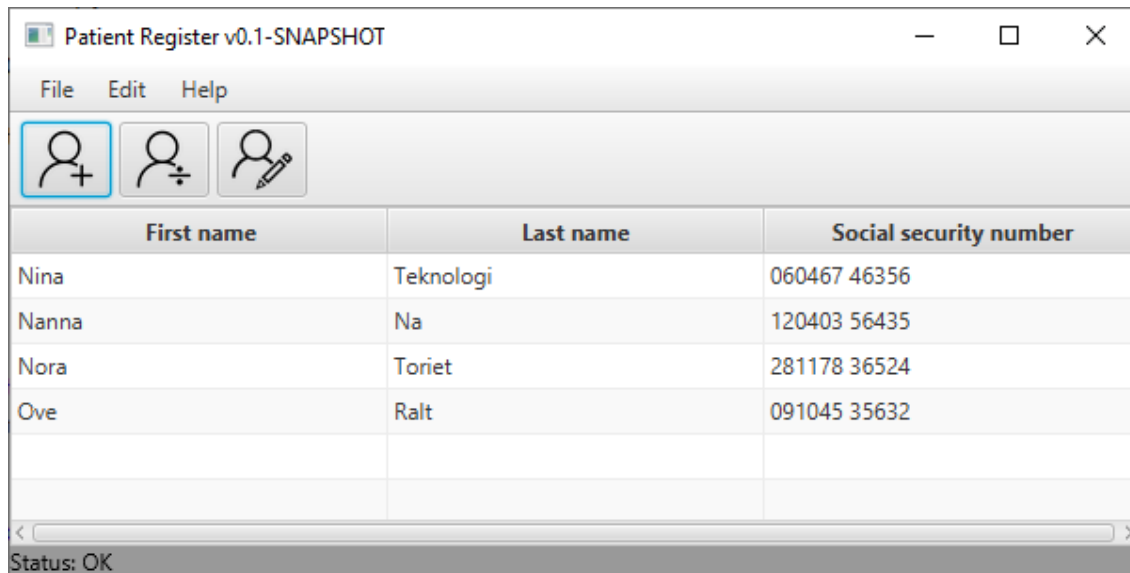 Patient Register v0.1-SNAPSHOT
File Edit Help
First name Last name Social security number
Nina Teknologi 060467 46356
Nanna Na 120403 56435
Nora Toriet 281178 36524
Ove Ralt 091045 35632
Status: OK